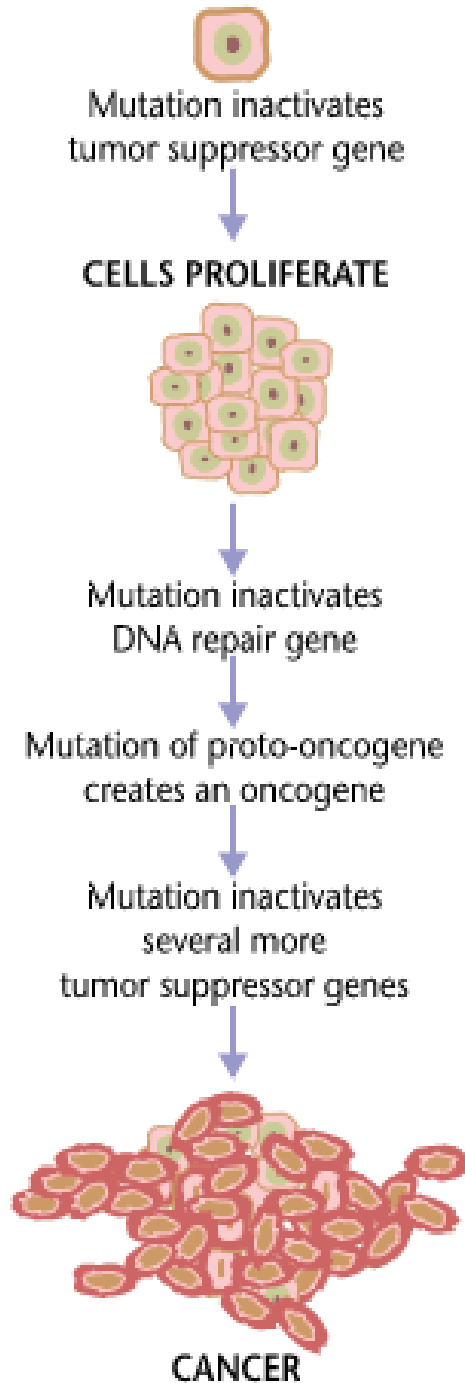 Mutation inactivates
tumor suppressor gene
CELLS PROLIFERATE
Mutation inactivates
DNA repair gene
Mutation of proto-oncogene
creates an oncogene
Mutation inactivates
several more
tumor suppressor genes
CANCER